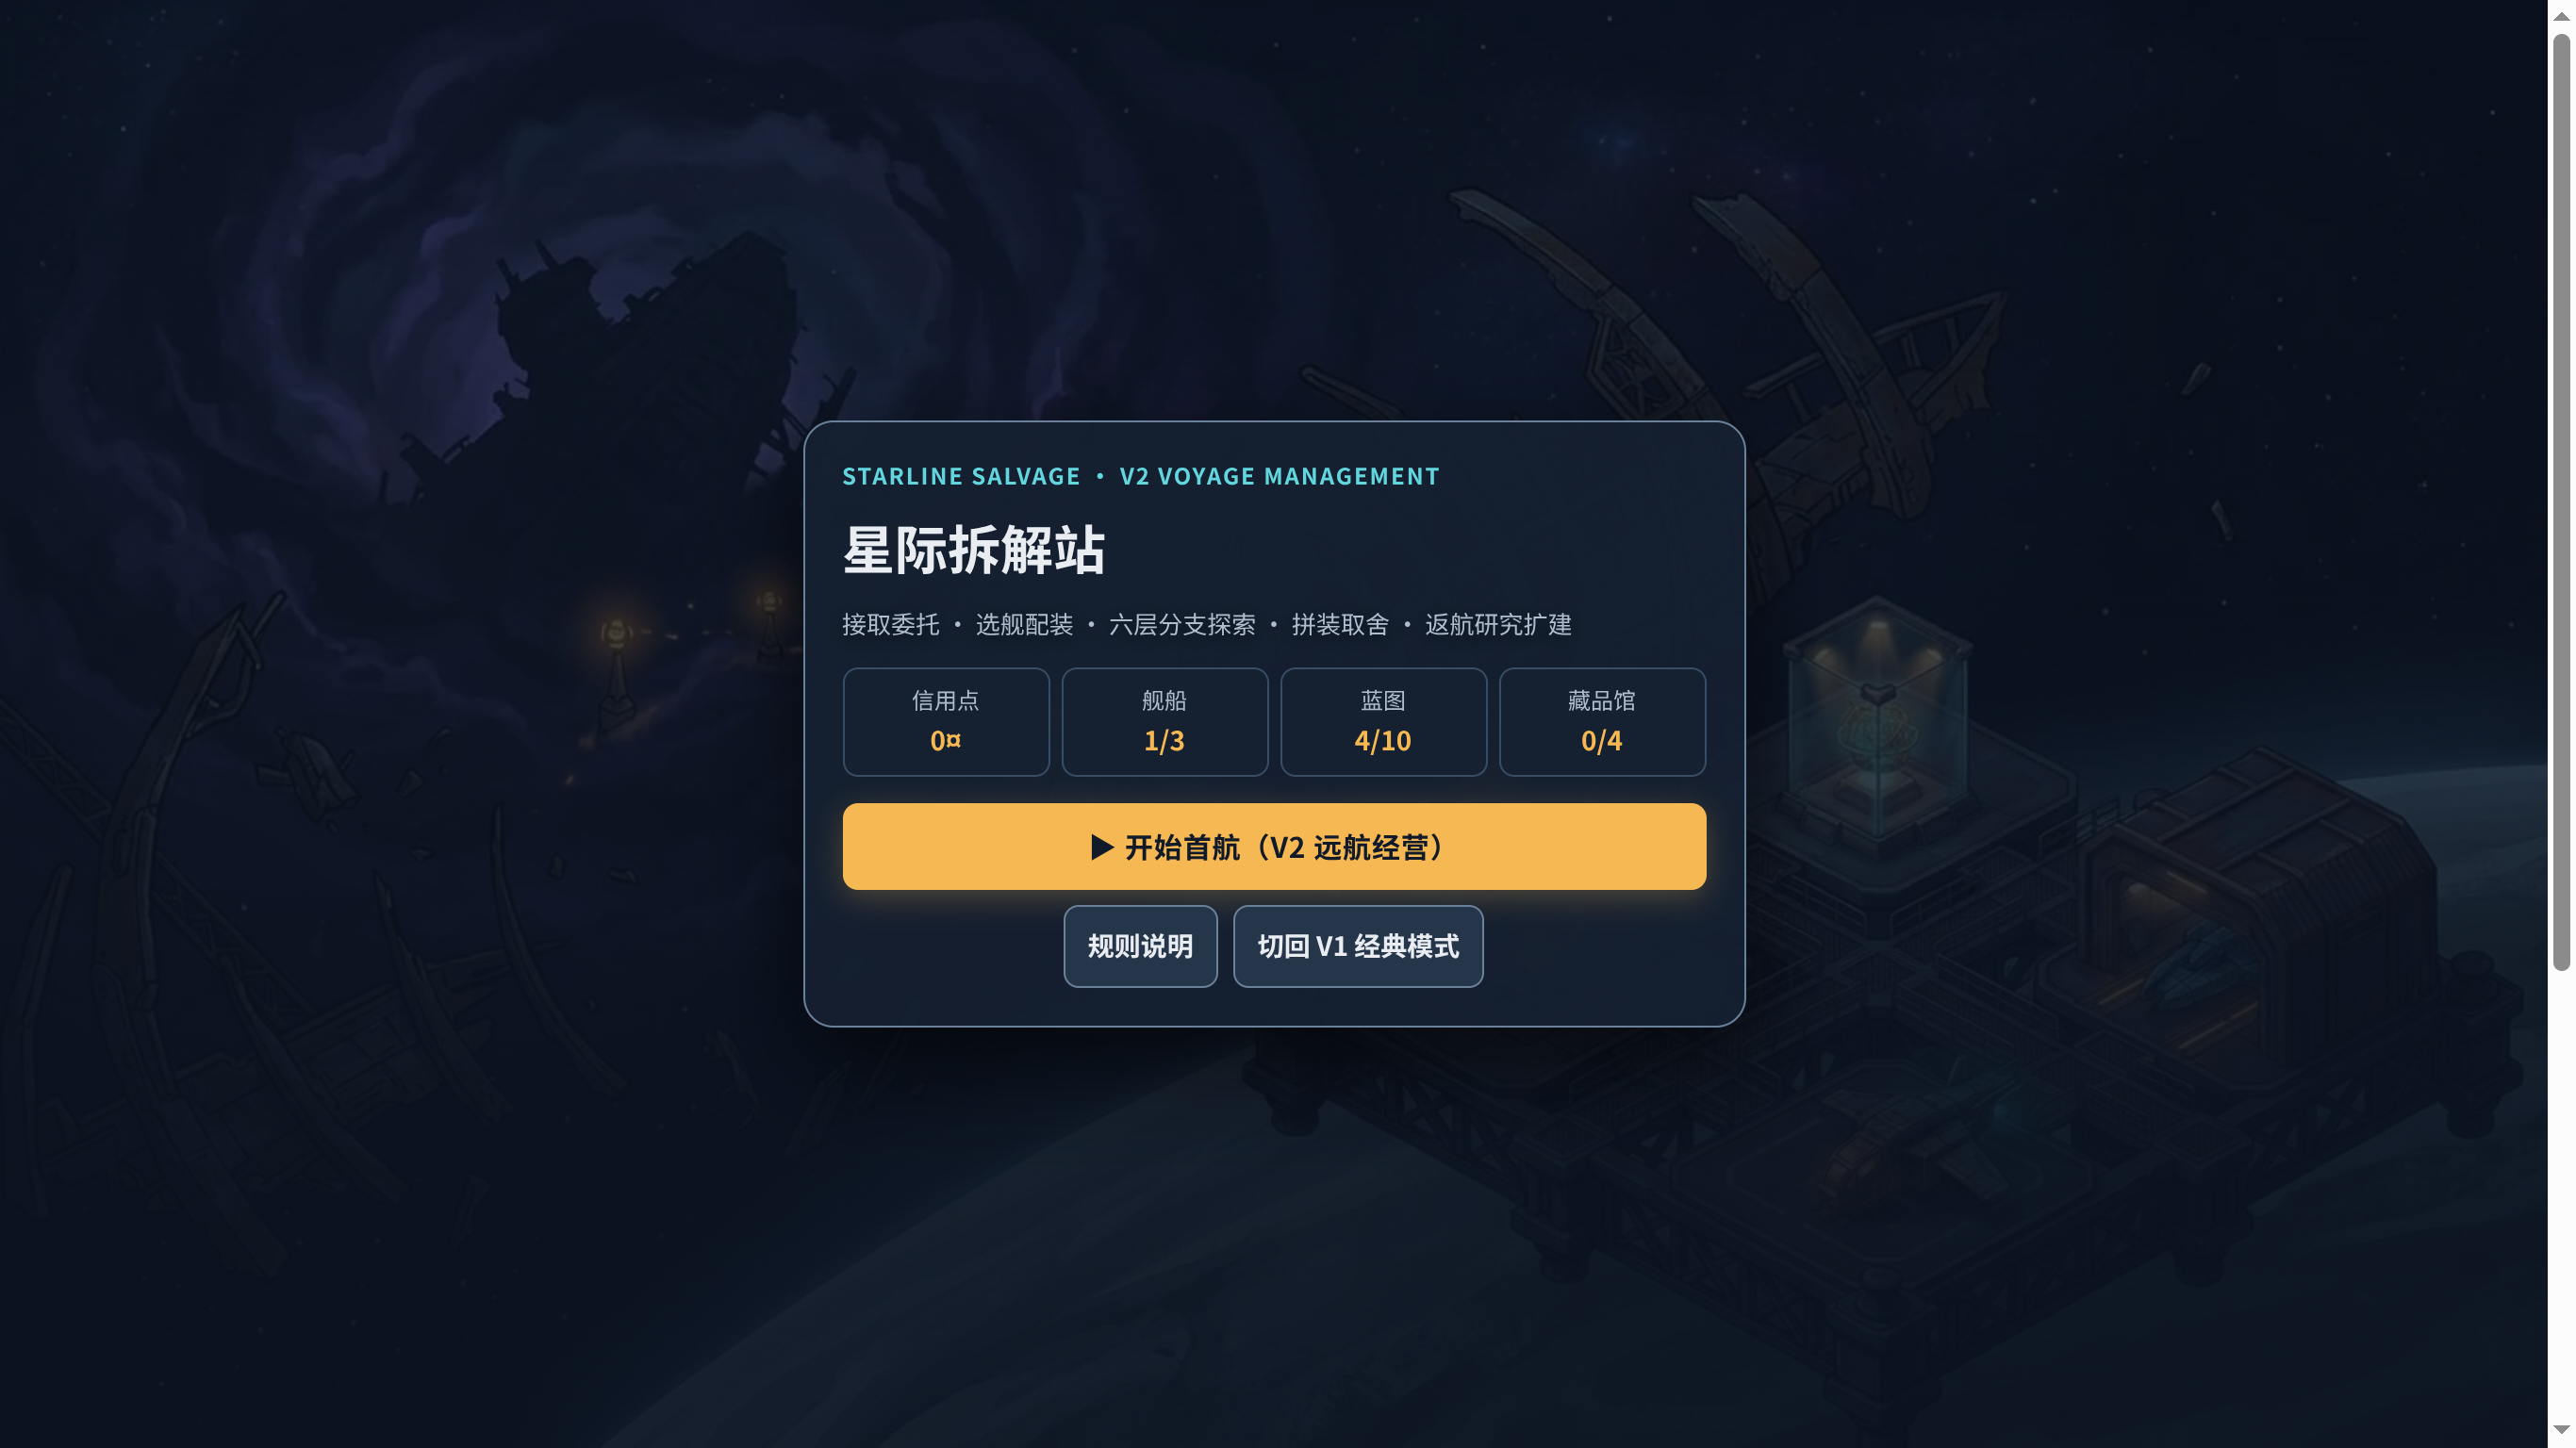 STARLINE SALVAGE • V2 VOYAGE MANAGEMENT
星际拆解站
接取委托 • 选舰配装 • 六层分支探索 • 拼装取舍 • 返航研究扩建
信用点 舰船 蓝图 藏品馆
0¤ 1/3 4/10 0/4
▶ 开始首航（V2 远航经营）
规则说明 切回 V1 经典模式